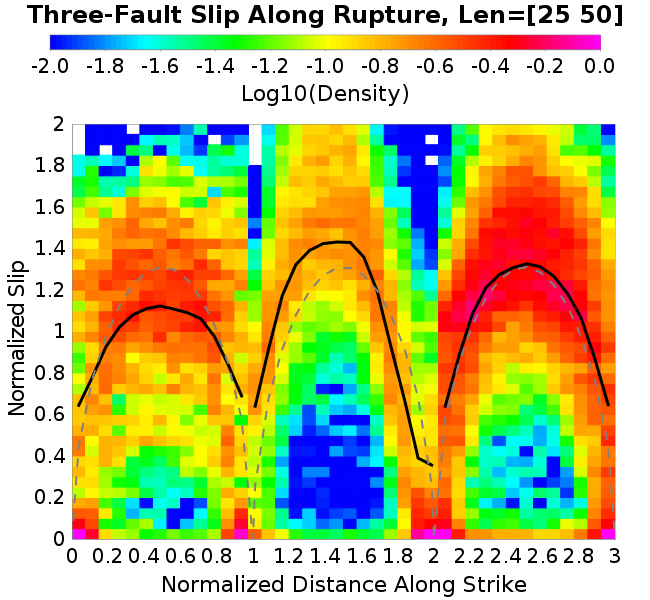 Three-Fault Slip Along Rupture, Len=[25 50]
-2.0 -1.8 -1.6 -1.4 -1.2 -1.0 -0.8 -0.6 -0.4 -0.2 0.0
Log10(Density)
2
1.8
1.6
1.4
1.2
1
0.8
0.6
0.4
0.2
0
Normalized Slip
0 0.2 0.4 0.6 0.8 1 1.2 1.4 1.6 1.8 2 2.2 2.4 2.6 2.8 3
Normalized Distance Along Strike